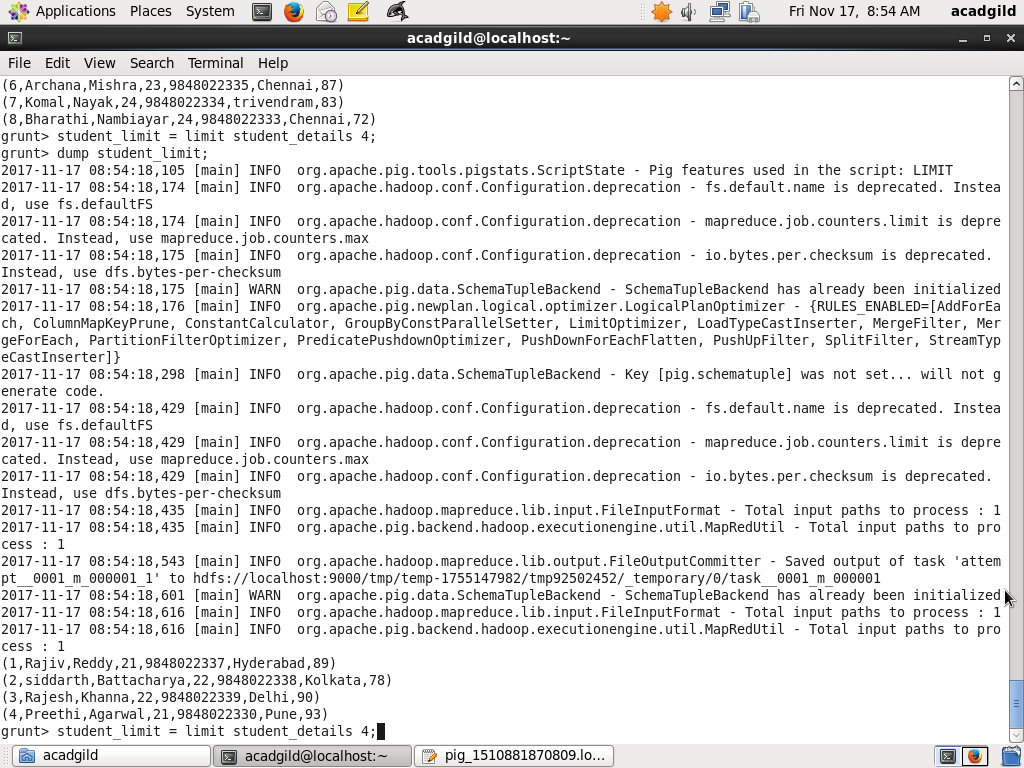 Applications Places System Fri Nov 17, 8:54 AM acadgild
acadgild@localhost:~
File Edit View Search Terminal Help
(6,Archana,Mishra,23,9848022335,Chennai,87)
(7,Komal,Nayak,24,9848022334,trivendram,83)
(8,Bharathi,Nambiayar,24,9848022333,Chennai,72)
grunt> student_limit = limit student_details 4;
grunt> dump student_limit;
2017-11-17 08:54:18,105 [main] INFO  org.apache.pig.tools.pigstats.ScriptState - Pig features used in the script: LIMIT
2017-11-17 08:54:18,174 [main] INFO  org.apache.hadoop.conf.Configuration.deprecation - fs.default.name is deprecated. Instea
d, use fs.defaultFS
2017-11-17 08:54:18,174 [main] INFO  org.apache.hadoop.conf.Configuration.deprecation - mapreduce.job.counters.limit is depre
cated. Instead, use mapreduce.job.counters.max
2017-11-17 08:54:18,175 [main] INFO  org.apache.hadoop.conf.Configuration.deprecation - io.bytes.per.checksum is deprecated.
Instead, use dfs.bytes-per-checksum
2017-11-17 08:54:18,175 [main] WARN  org.apache.pig.data.SchemaTupleBackend - SchemaTupleBackend has already been initialized
2017-11-17 08:54:18,176 [main] INFO  org.apache.pig.newplan.logical.optimizer.LogicalPlanOptimizer - {RULES_ENABLED=[AddForEa
ch, ColumnMapKeyPrune, ConstantCalculator, GroupByConstParallelSetter, LimitOptimizer, LoadTypeCastInserter, MergeFilter, Mer
geForEach, PartitionFilterOptimizer, PredicatePushdownOptimizer, PushDownForEachFlatten, PushUpFilter, SplitFilter, StreamTyp
eCastInserter]}
2017-11-17 08:54:18,298 [main] INFO  org.apache.pig.data.SchemaTupleBackend - Key [pig.schematuple] was not set... will not g
enerate code.
2017-11-17 08:54:18,429 [main] INFO  org.apache.hadoop.conf.Configuration.deprecation - fs.default.name is deprecated. Instea
d, use fs.defaultFS
2017-11-17 08:54:18,429 [main] INFO  org.apache.hadoop.conf.Configuration.deprecation - mapreduce.job.counters.limit is depre
cated. Instead, use mapreduce.job.counters.max
2017-11-17 08:54:18,429 [main] INFO  org.apache.hadoop.conf.Configuration.deprecation - io.bytes.per.checksum is deprecated.
Instead, use dfs.bytes-per-checksum
2017-11-17 08:54:18,435 [main] INFO  org.apache.hadoop.mapreduce.lib.input.FileInputFormat - Total input paths to process : 1
2017-11-17 08:54:18,435 [main] INFO  org.apache.pig.backend.hadoop.executionengine.util.MapRedUtil - Total input paths to pro
cess : 1
2017-11-17 08:54:18,543 [main] INFO  org.apache.hadoop.mapreduce.lib.output.FileOutputCommitter - Saved output of task 'attem
pt__0001_m_000001_1' to hdfs://localhost:9000/tmp/temp-1755147982/tmp92502452/_temporary/0/task__0001_m_000001
2017-11-17 08:54:18,601 [main] WARN  org.apache.pig.data.SchemaTupleBackend - SchemaTupleBackend has already been initialized
2017-11-17 08:54:18,616 [main] INFO  org.apache.hadoop.mapreduce.lib.input.FileInputFormat - Total input paths to process : 1
2017-11-17 08:54:18,616 [main] INFO  org.apache.pig.backend.hadoop.executionengine.util.MapRedUtil - Total input paths to pro
cess : 1
(1,Rajiv,Reddy,21,9848022337,Hyderabad,89)
(2,siddarth,Battacharya,22,9848022338,Kolkata,78)
(3,Rajesh,Khanna,22,9848022339,Delhi,90)
(4,Preethi,Agarwal,21,9848022330,Pune,93)
grunt> student_limit = limit student_details 4;
acadgild acadgild@localhost:~ pig_1510881870809.lo...